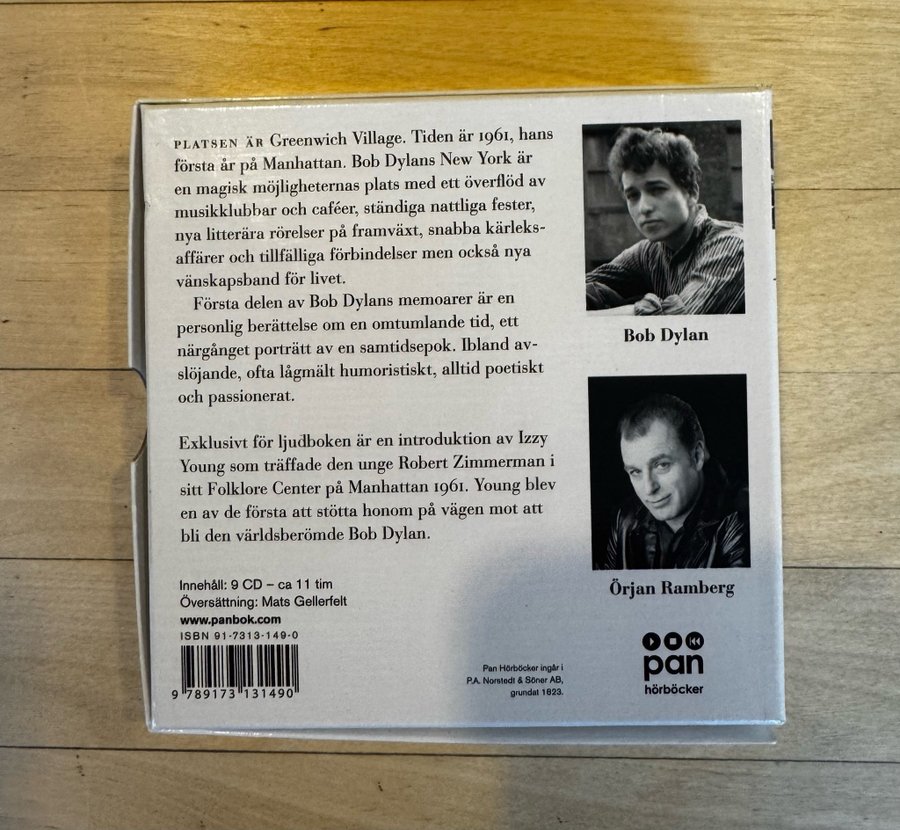 PLATSEN ÄR Greenwich Village. Tiden är 1961, hans
första år på Manhattan. Bob Dylans New York är
en magisk möjligheternas plats med ett överflöd av
musikklubbar och caféer, ständiga nattliga fester,
nya litterära rörelser på framväxt, snabba kärleks-
affärer och tillfälliga förbindelser men också nya
vänskapsband för livet.
Första delen av Bob Dylans memoarer är en
personlig berättelse om en omtumlande tid, ett
närgånget porträtt av en samtidsepok. Ibland av-
slöjande, ofta lågmält humoristiskt, alltid poetiskt
och passionerat.
Exklusivt för ljudboken är en introduktion av Izzy
Young som träffade den unge Robert Zimmerman i
sitt Folklore Center på Manhattan 1961. Young blev
en av de första att stötta honom på vägen mot att
bli den världsberömde Bob Dylan.
Innehåll: 9 CD – ca 11 tim
Översättning: Mats Gellerfelt
www.panbok.com
ISBN 91-7313-149-0
9 789173 131490
Pan Hörböcker ingår i
P.A. Norstedt & Söner AB,
grundat 1823.
Bob Dylan
Örjan Ramberg
pan
hörböcker